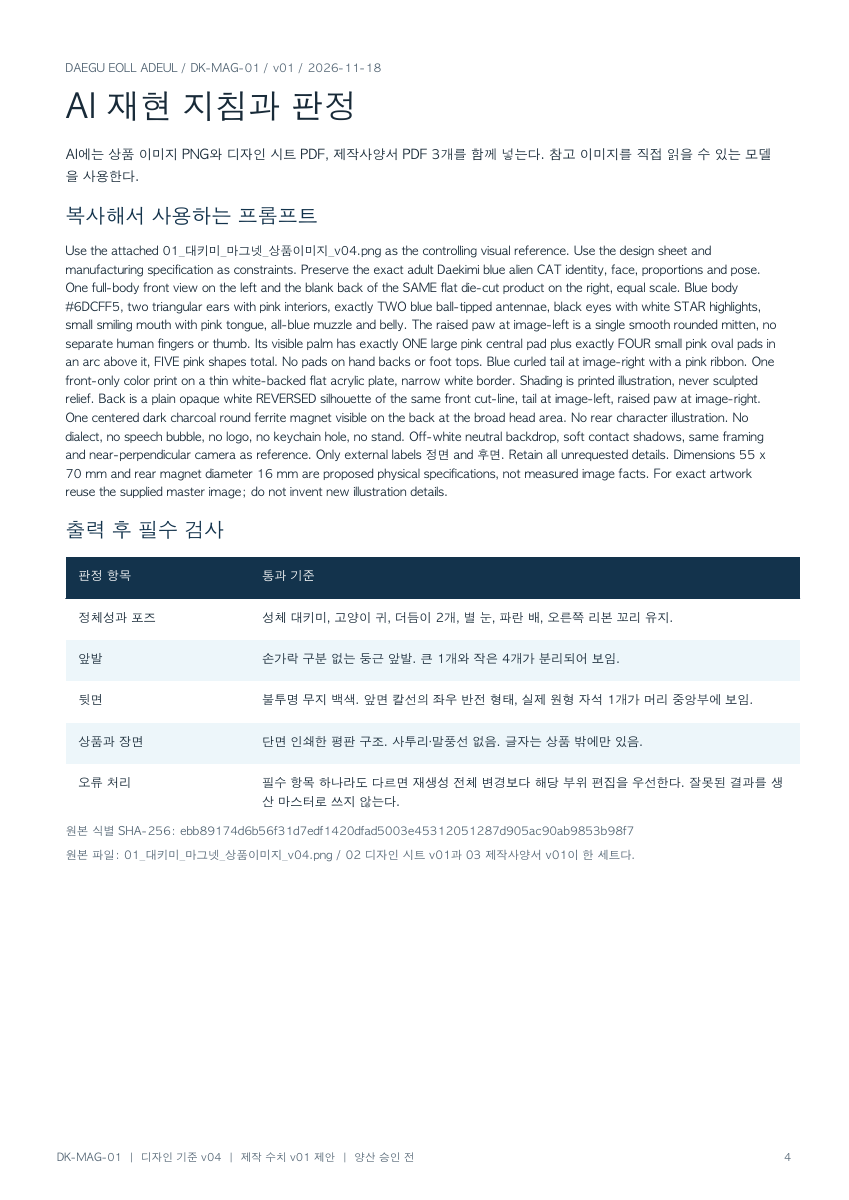 DAEGU EOLL ADEUL / DK-MAG-01 / v01 / 2026-11-18
AI 재현 지침과 판정
AI에는 상품 이미지 PNG와 디자인 시트 PDF, 제작사양서 PDF 3개를 함께 넣는다. 참고 이미지를 직접 읽을 수 있는 모델
을 사용한다.
복사해서 사용하는 프롬프트
Use the attached 01_대키미_마그넷_상품이미지_v04.png as the controlling visual reference. Use the design sheet and
manufacturing specification as constraints. Preserve the exact adult Daekimi blue alien CAT identity, face, proportions and pose.
One full-body front view on the left and the blank back of the SAME flat die-cut product on the right, equal scale. Blue body
#6DCFF5, two triangular ears with pink interiors, exactly TWO blue ball-tipped antennae, black eyes with white STAR highlights,
small smiling mouth with pink tongue, all-blue muzzle and belly. The raised paw at image-left is a single smooth rounded mitten, no
separate human fingers or thumb. Its visible palm has exactly ONE large pink central pad plus exactly FOUR small pink oval pads in
an arc above it, FIVE pink shapes total. No pads on hand backs or foot tops. Blue curled tail at image-right with a pink ribbon. One
front-only color print on a thin white-backed flat acrylic plate, narrow white border. Shading is printed illustration, never sculpted
relief. Back is a plain opaque white REVERSED silhouette of the same front cut-line, tail at image-left, raised paw at image-right.
One centered dark charcoal round ferrite magnet visible on the back at the broad head area. No rear character illustration. No
dialect, no speech bubble, no logo, no keychain hole, no stand. Off-white neutral backdrop, soft contact shadows, same framing
and near-perpendicular camera as reference. Only external labels 정면 and 후면. Retain all unrequested details. Dimensions 55 x
70 mm and rear magnet diameter 16 mm are proposed physical specifications, not measured image facts. For exact artwork
reuse the supplied master image; do not invent new illustration details.
출력 후 필수 검사
판정 항목 통과 기준
정체성과 포즈 성체 대키미, 고양이 귀, 더듬이 2개, 별 눈, 파란 배, 오른쪽 리본 꼬리 유지.
앞발 손가락 구분 없는 둥근 앞발. 큰 1개와 작은 4개가 분리되어 보임.
뒷면 불투명 무지 백색. 앞면 칼선의 좌우 반전 형태, 실제 원형 자석 1개가 머리 중앙부에 보임.
상품과 장면 단면 인쇄한 평판 구조. 사투리·말풍선 없음. 글자는 상품 밖에만 있음.
오류 처리 필수 항목 하나라도 다르면 재생성 전체 변경보다 해당 부위 편집을 우선한다. 잘못된 결과를 생
산 마스터로 쓰지 않는다.
원본 식별 SHA-256: ebb89174d6b56f31d7edf1420dfad5003e45312051287d905ac90ab9853b98f7
원본 파일: 01_대키미_마그넷_상품이미지_v04.png / 02 디자인 시트 v01과 03 제작사양서 v01이 한 세트다.
DK-MAG-01 | 디자인 기준 v04 | 제작 수치 v01 제안 | 양산 승인 전 4